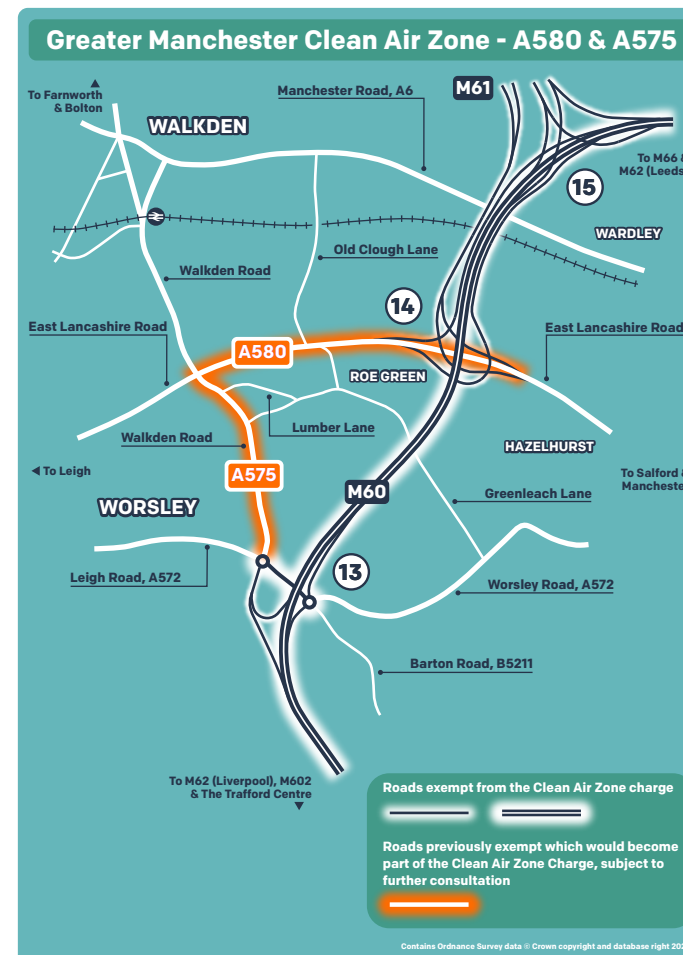 Greater Manchester Clean Air Zone - A580 & A575
To Farnworth
& Bolton
Manchester Road, A6
M61
WALKDEN
To M66 &
M62 (Leeds
15
WARDLEY
Old Clough Lane
Walkden Road
14
East Lancashire Road
East Lancashire Road
A580
ROE GREEN
Lumber Lane
Walkden Road
HAZELHURST
To Leigh
A575
To Salford &
Mancheste
M60
Greenleach Lane
WORSLEY
13
Leigh Road, A572
Worsley Road, A572
Barton Road, B5211
To M62 (Liverpool), M602
& The Trafford Centre
Roads exempt from the Clean Air Zone charge
Roads previously exempt which would become
part of the Clean Air Zone Charge, subject to
further consultation
Contains Ordnance Survey data © Crown copyright and database right